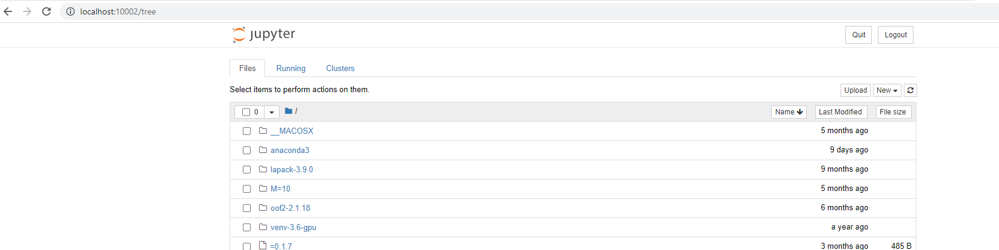 localhost:10002/tree
jupyter Quit Logout
Files Running Clusters
Select items to perform actions on them. Upload New
0 / Name Last Modified File size
__MACOSX 5 months ago
anaconda3 9 days ago
lapack-3.9.0 9 months ago
M=10 5 months ago
oof2-2.1.18 6 months ago
venv-3.6-gpu a year ago
=0.1.7 3 months ago 485 B